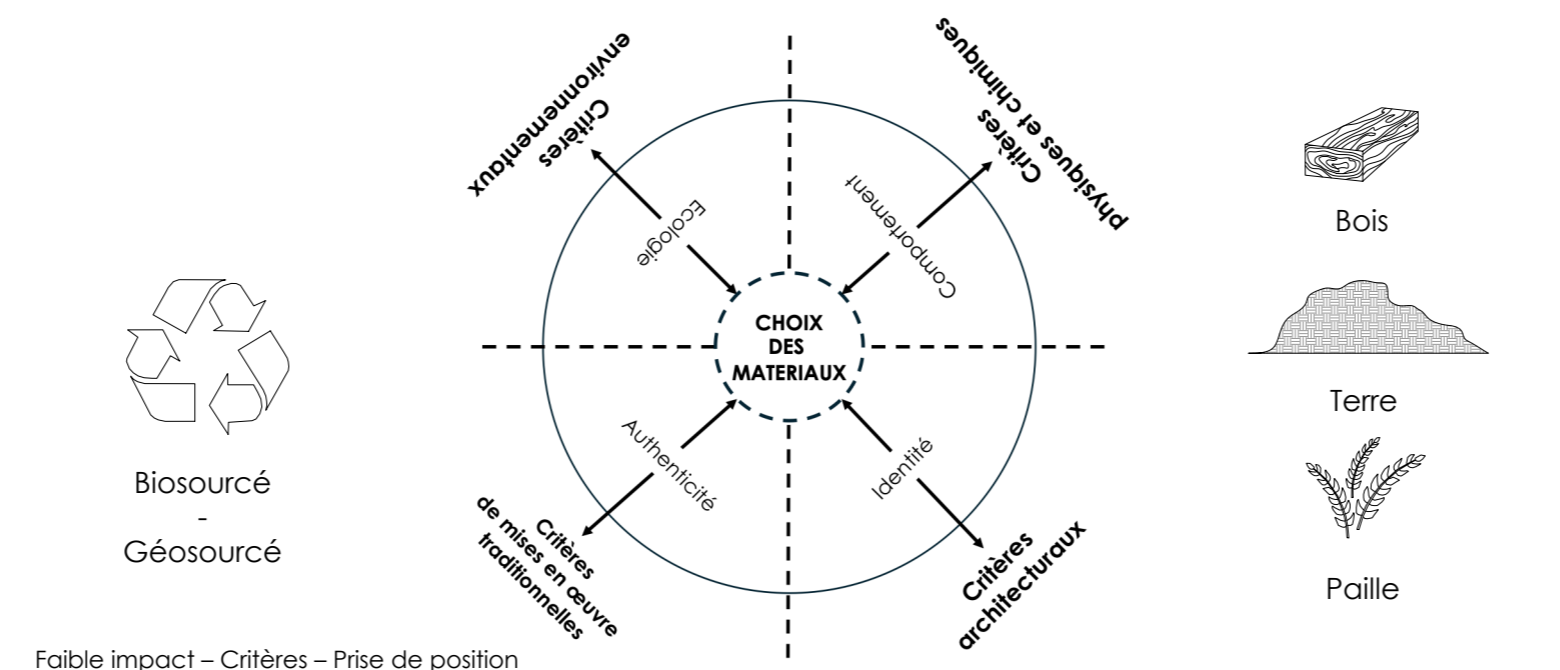 Critères
environnementaux
Ecologie
Critères
physiques et chimiques
Comportement
CHOIX
DES
MATERIAUX
Authenticité
Critères
de mises en œuvre
traditionnelles
Identité
Critères
architecturaux
Biosourcé
-
Géosourcé
Bois
Terre
Paille
Faible impact – Critères – Prise de position